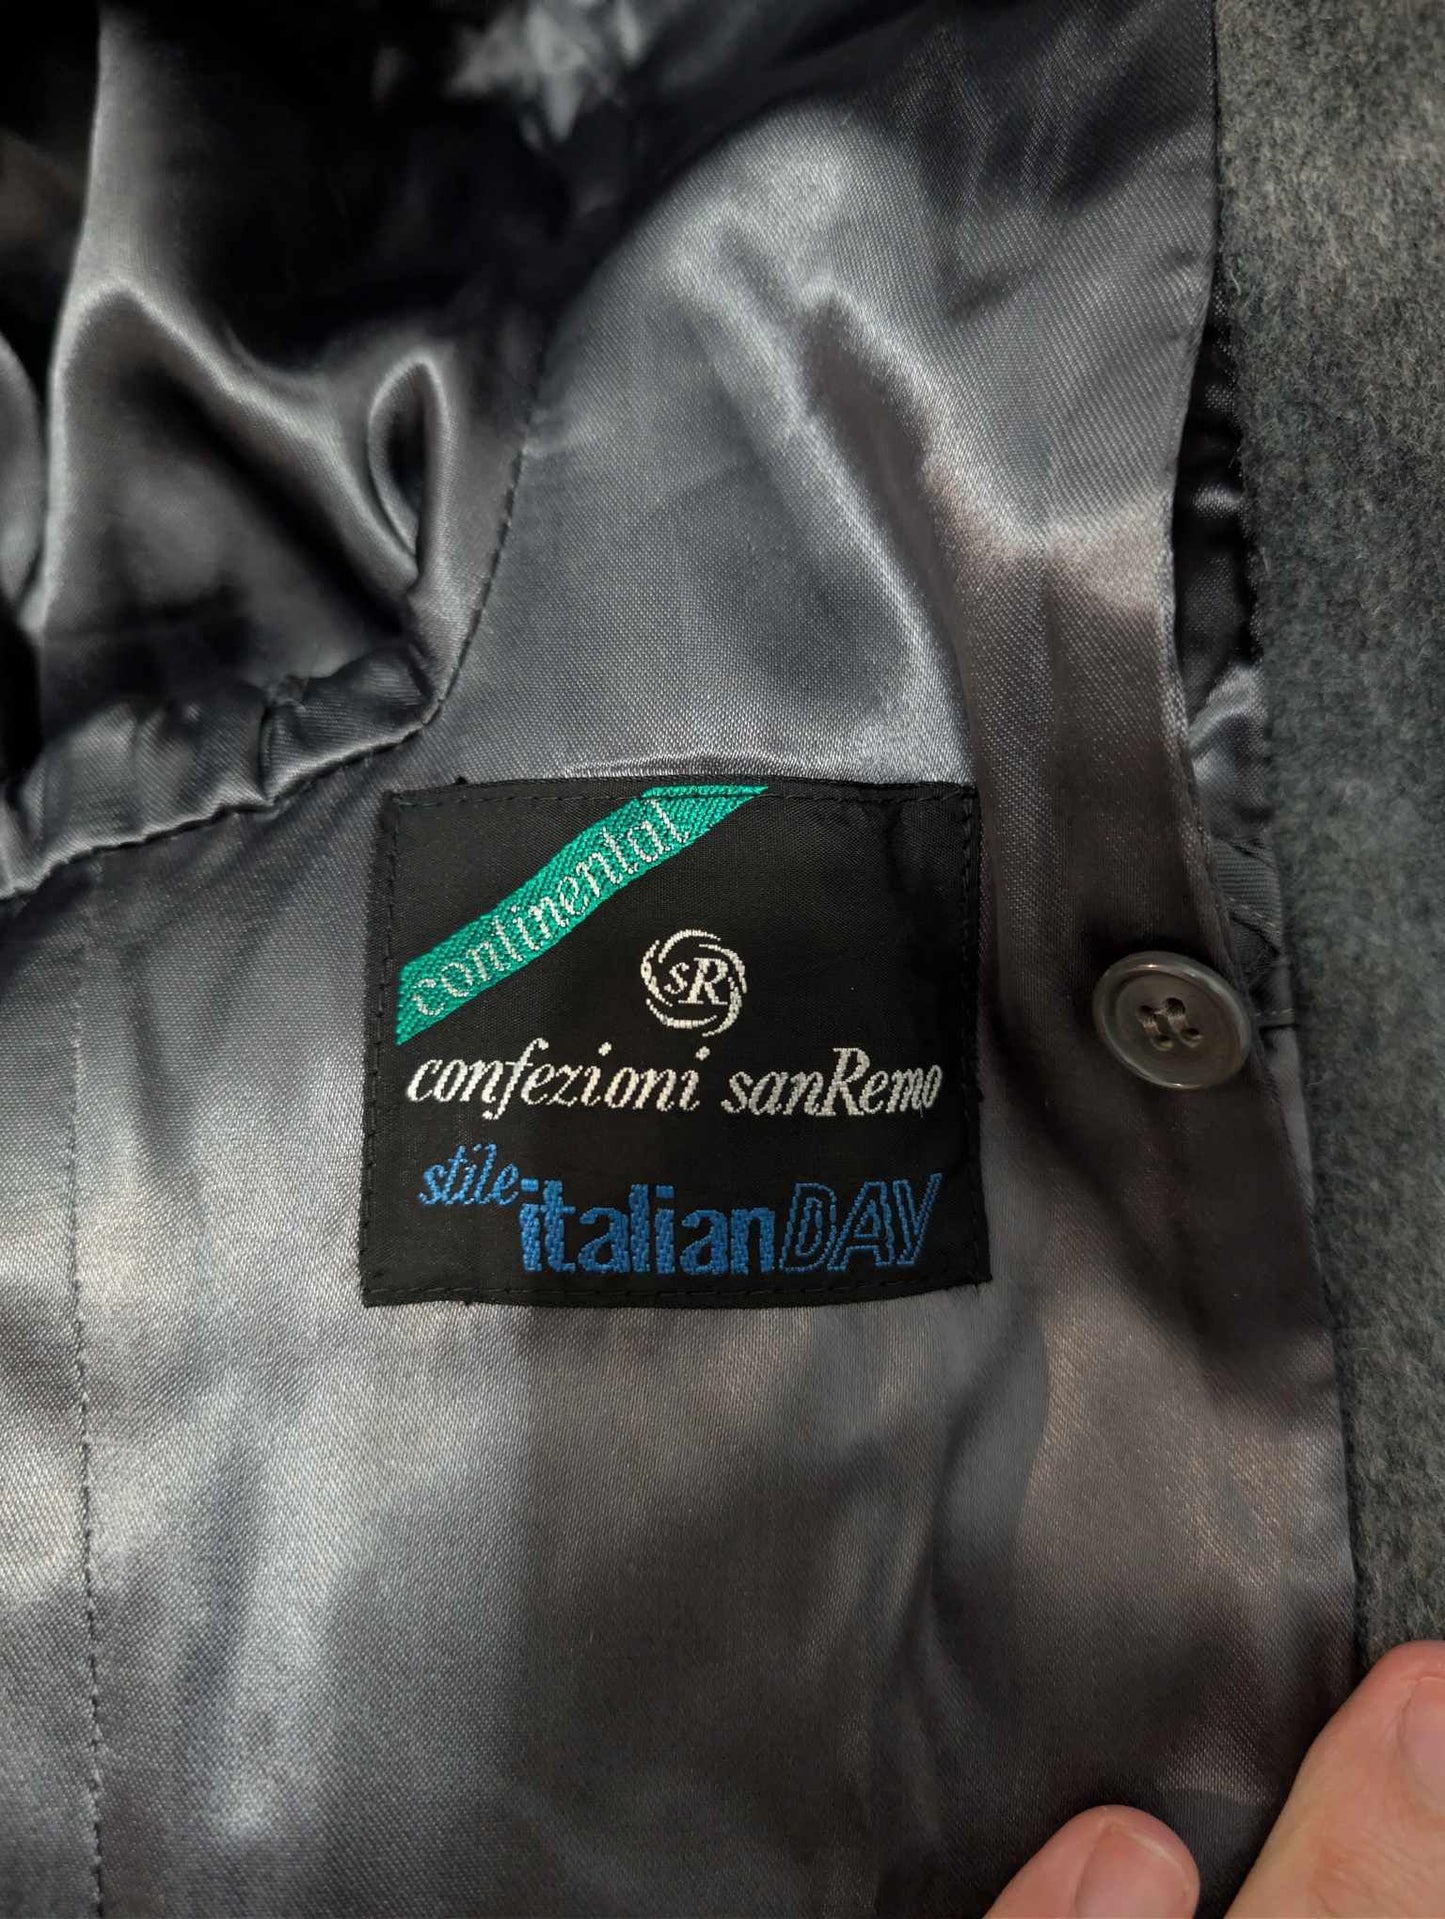 continental
sR
confezioni sanRemo
stile-
italianDAY